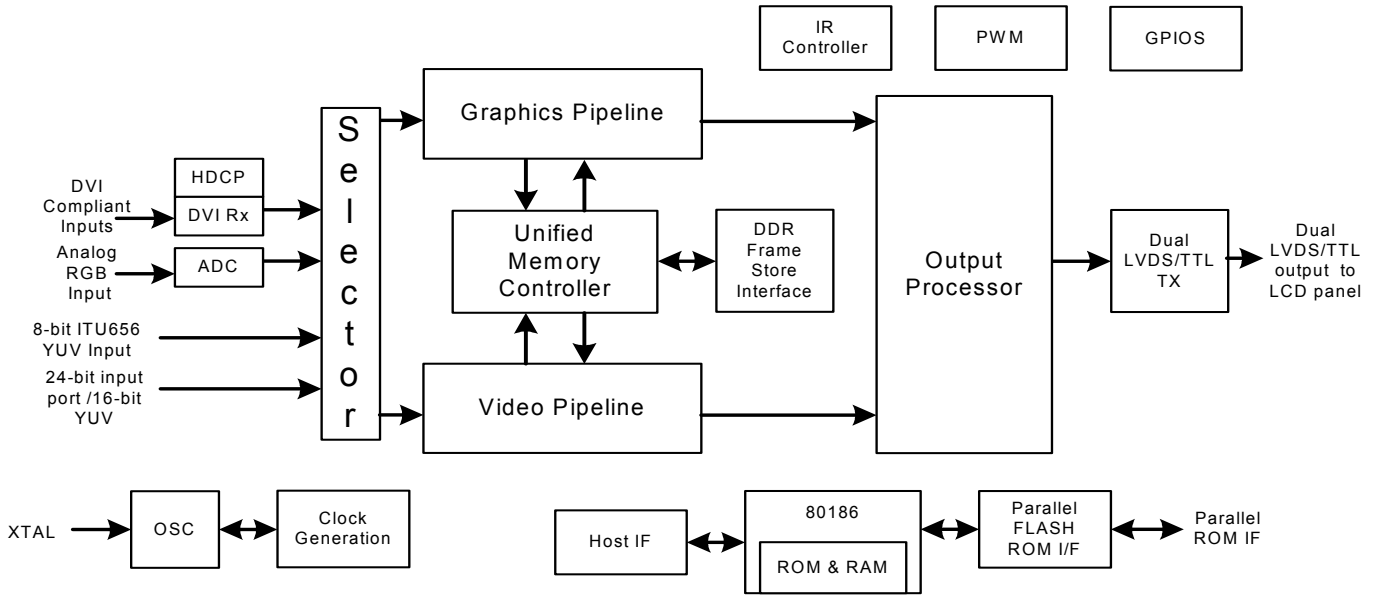 IR
Controller
PWM
GPIOS
Graphics Pipeline
Selector
HDCP
DVI Rx
DVI
Compliant
Inputs
Analog
RGB
Input
ADC
8-bit ITU656
YUV Input
24-bit input
port /16-bit
YUV
Unified
Memory
Controller
DDR
Frame
Store
Interface
Output
Processor
Dual
LVDS/TTL
TX
Dual
LVDS/TTL
output to
LCD panel
Video Pipeline
XTAL
OSC
Clock
Generation
Host IF
80186
ROM & RAM
Parallel
FLASH
ROM I/F
Parallel
ROM IF